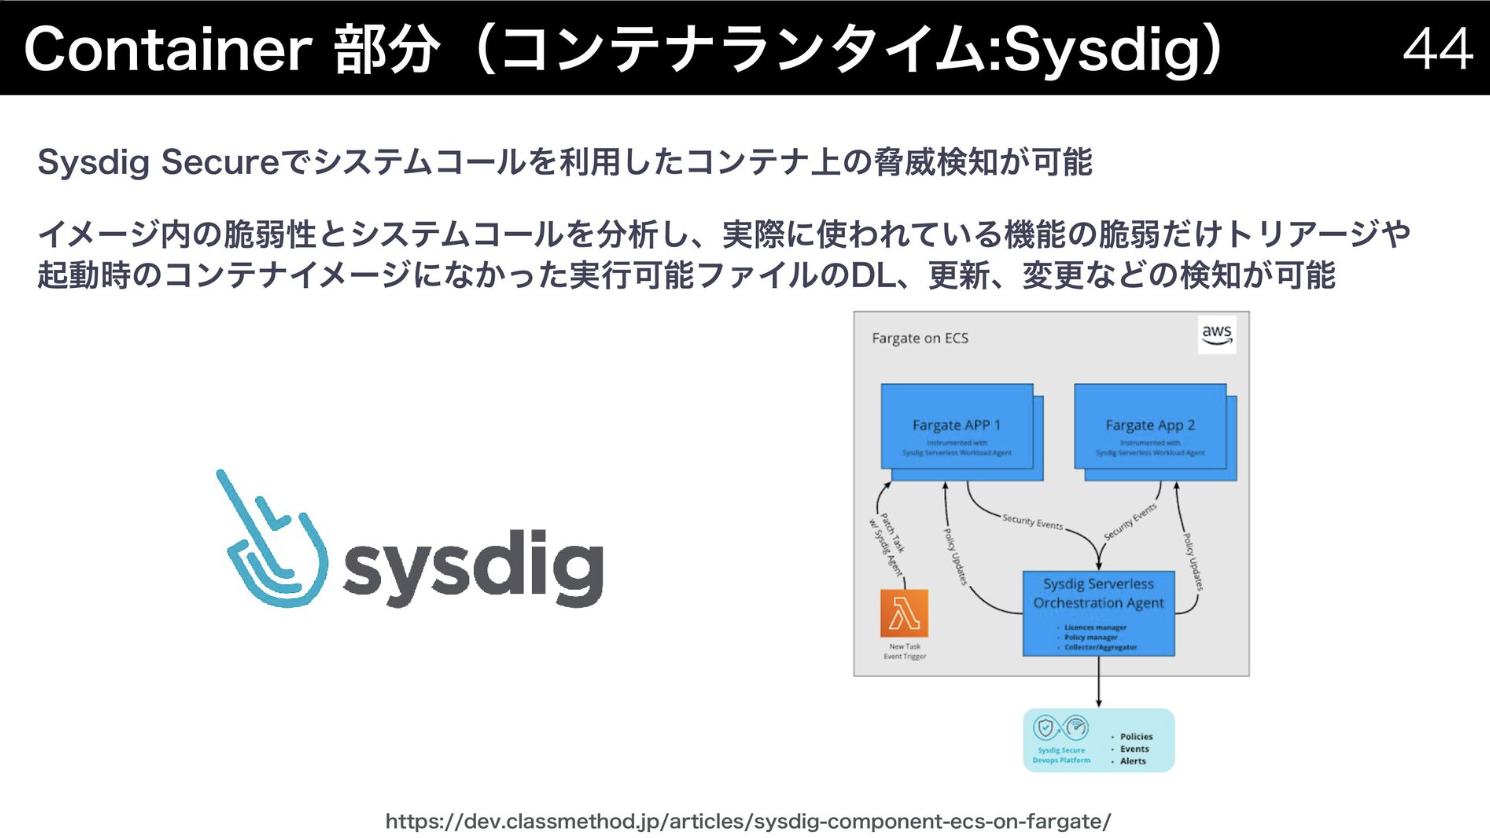 Container 部分（コンテナランタイム:Sysdig）
44
Sysdig Secureでシステムコールを利用したコンテナ上の脅威検知が可能
イメージ内の脆弱性とシステムコールを分析し、実際に使われている機能の脆弱だけトリアージや
起動時のコンテナイメージになかった実行可能ファイルのDL、更新、変更などの検知が可能
sysdig
Fargate on ECS
aws
Fargate APP 1
Instrumented with
Sysdig Serverless Workload Agent
Fargate App 2
Instrumented with
Sysdig Serverless Workload Agent
Patch Task
w/ Sysdig Agent
Policy Updates
Security Events
Security Events
Policy Updates
New Task
Event Trigger
Sysdig Serverless
Orchestration Agent
- Licences manager
- Policy manager
- Collector/Aggregator
Sysdig Secure
Devops Platform
• Policies
• Events
• Alerts
https://dev.classmethod.jp/articles/sysdig-component-ecs-on-fargate/